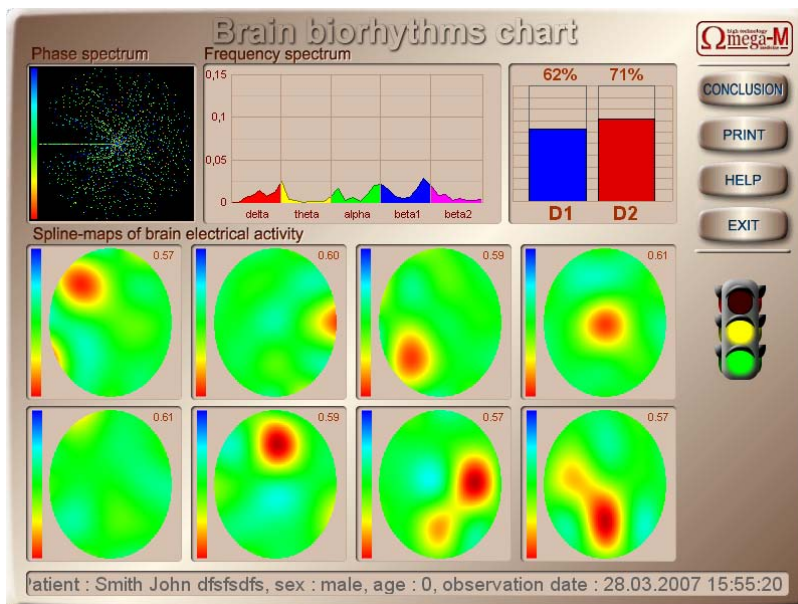 Brain biorhythms chart
high-technology
Ωmega-M
Phase spectrum
Frequency spectrum
0,15
0,1
0,05
0
delta theta alpha beta1 beta2
62% 71%
D1 D2
CONCLUSION
PRINT
HELP
EXIT
Spline-maps of brain electrical activity
0.57 0.60 0.59 0.61
0.61 0.59 0.57 0.57
Patient : Smith John dfsfsdfs, sex : male, age : 0, observation date : 28.03.2007 15:55:20